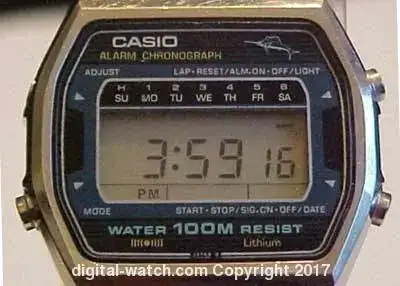 CASIO
ALARM CHRONOGRAPH
ADJUST LAP·RESET/ALM·ON·OFF/LIGHT
H 1 2 3 4 5 6
SU MO TU WE TH FR SA
3:59 16
PM
MODE START·STOP/SIG.ON·OFF/DATE
WATER 100M RESIST
Lithium
digital-watch.com Copyright 2017